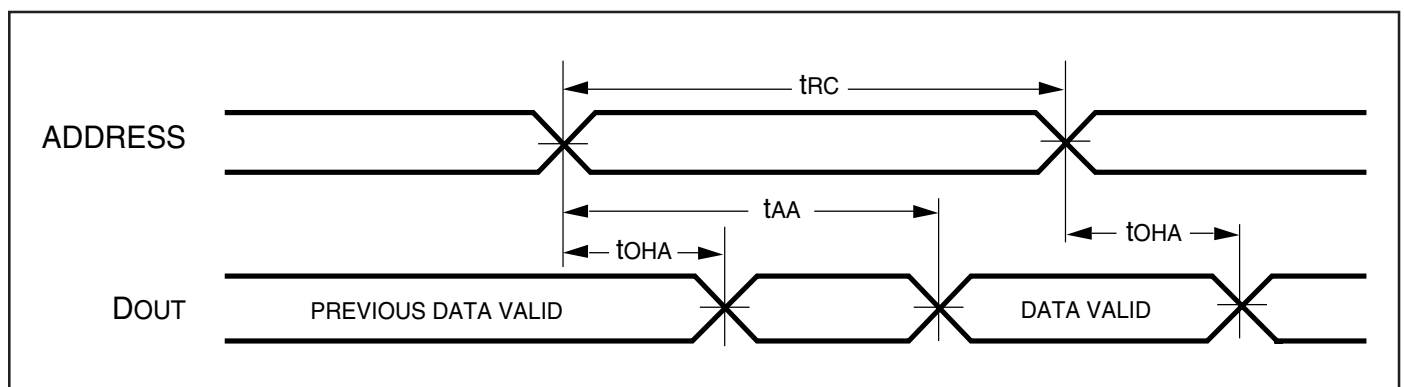 tRC
ADDRESS
tAA
tOHA
tOHA
DOUT
PREVIOUS DATA VALID
DATA VALID